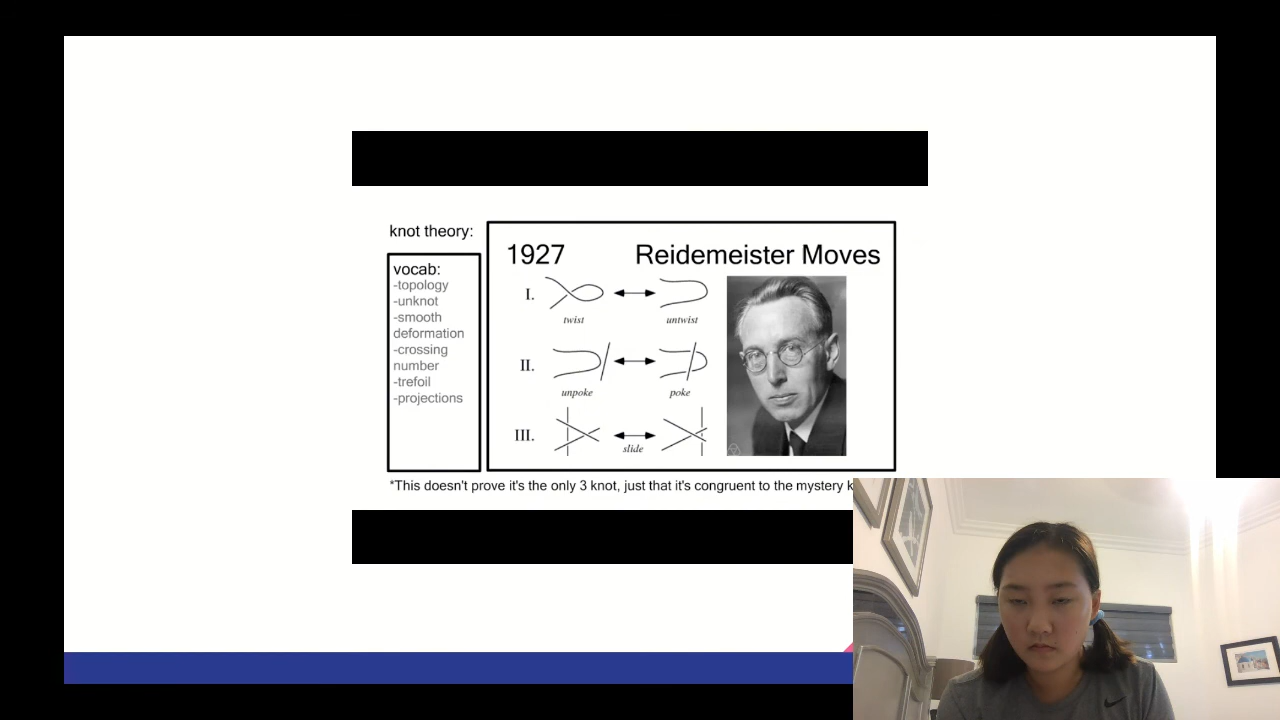 knot theory:
vocab:
-topology
-unknot
-smooth
deformation
-crossing
number
-trefoil
-projections
1927 Reidemeister Moves
I.
twist untwist
II.
unpoke poke
III.
slide
*This doesn't prove it's the only 3 knot, just that it's congruent to the mystery